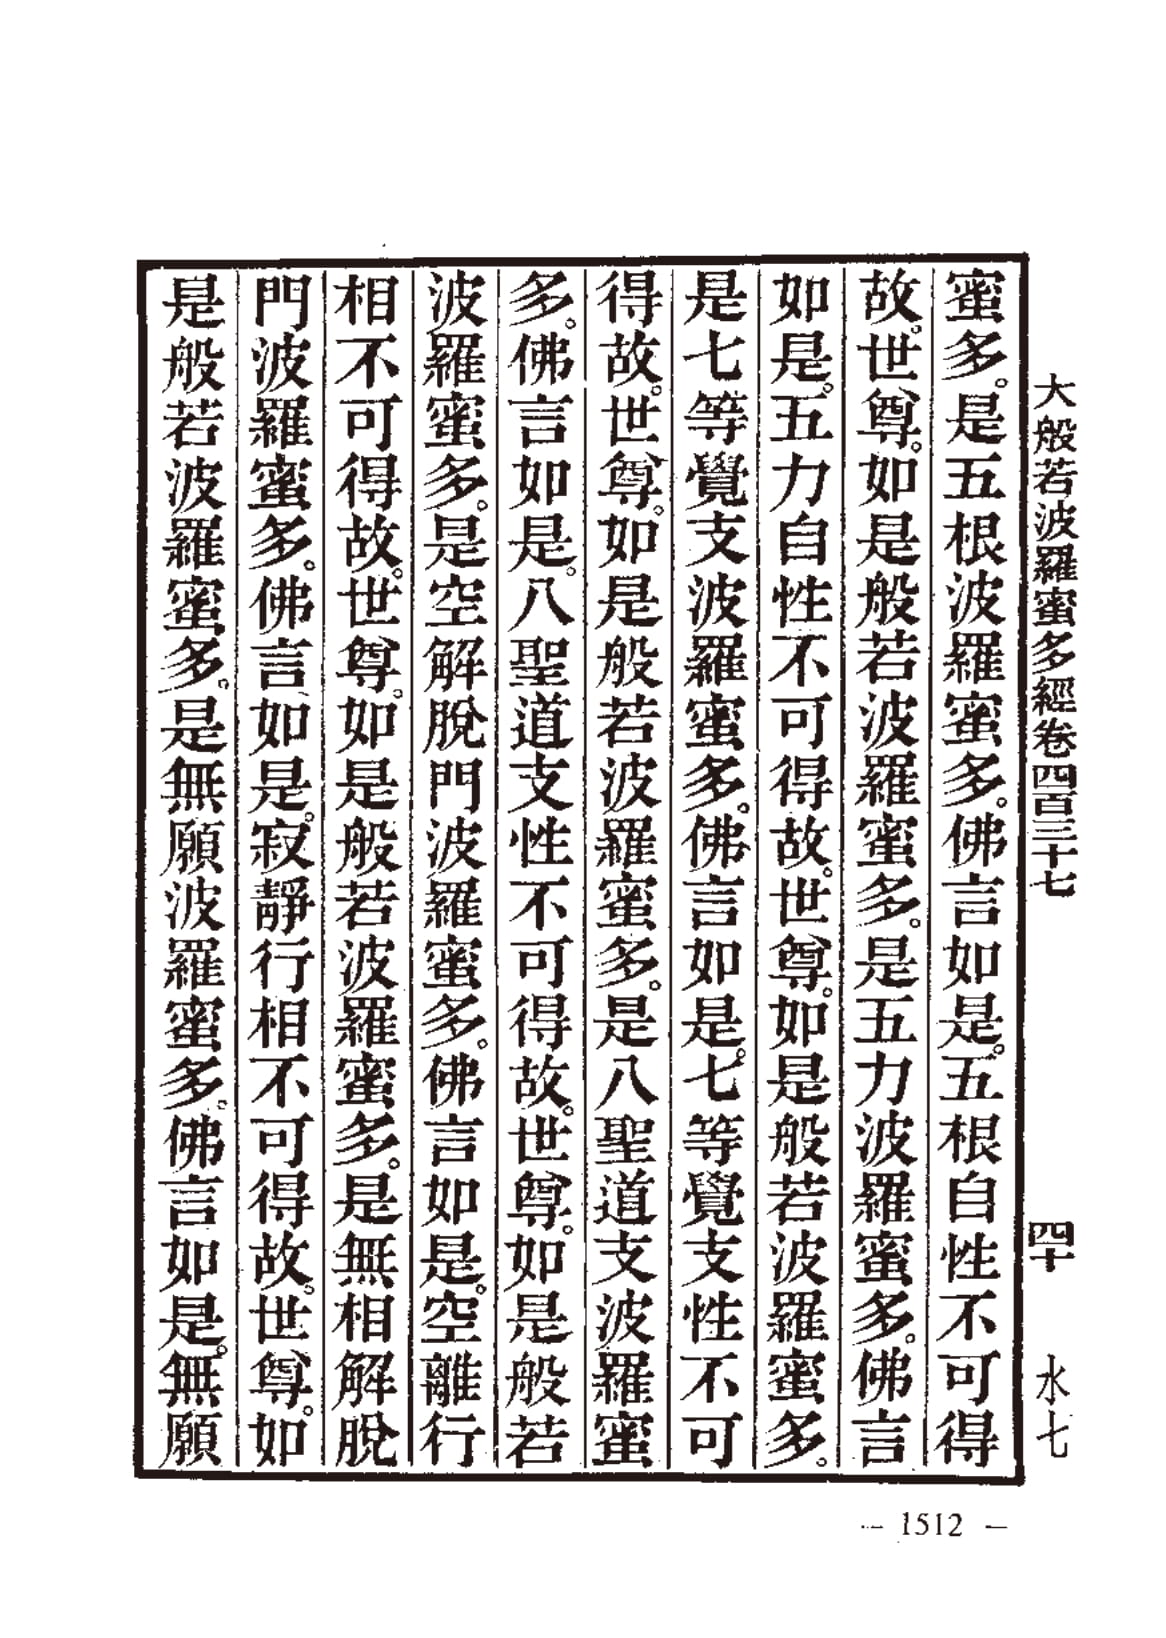 大般若波羅蜜多經卷四百三十七 四十 水七
蜜多。是五根波羅蜜多。佛言如是。五根自性不可得
故。世尊。如是般若波羅蜜多。是五力波羅蜜多。佛言
如是。五力自性不可得故。世尊。如是般若波羅蜜多。
是七等覺支波羅蜜多。佛言如是。七等覺支性不可
得故。世尊。如是般若波羅蜜多。是八聖道支波羅蜜
多。佛言如是。八聖道支性不可得故。世尊。如是般若
波羅蜜多。是空解脫門波羅蜜多。佛言如是。空離行
相不可得故。世尊。如是般若波羅蜜多。是無相解脫
門波羅蜜多。佛言如是。寂靜行相不可得故。世尊。如
是般若波羅蜜多。是無願波羅蜜多。佛言如是。無願
— 1512 —